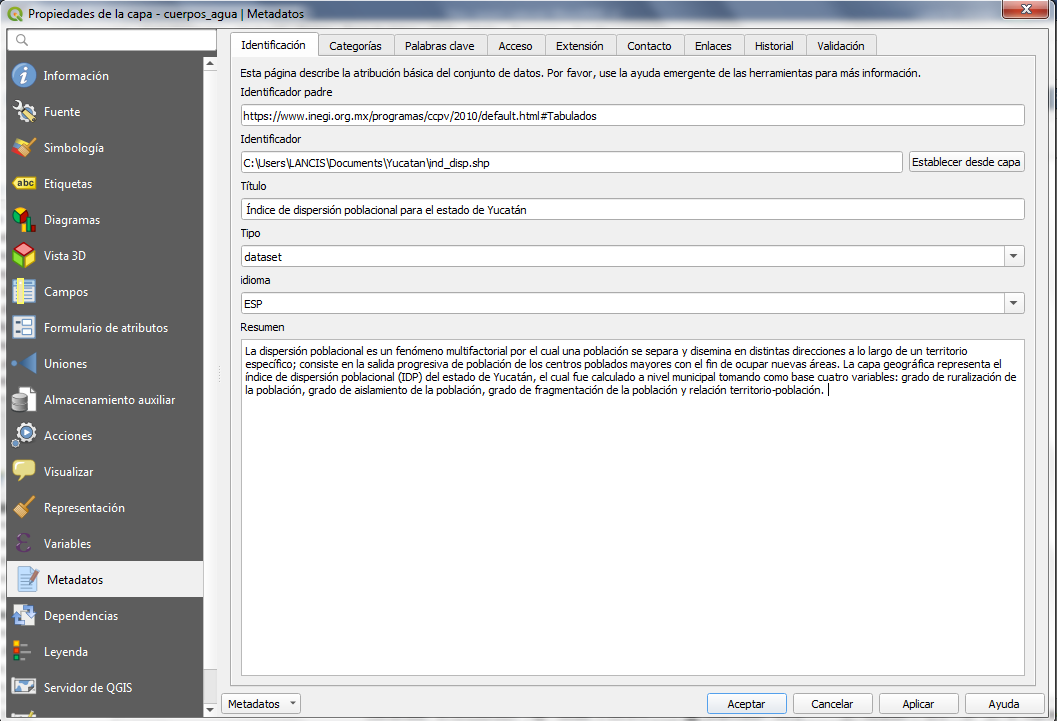 Propiedades de la capa - cuerpos_agua | Metadatos
Información
Fuente
Simbología
abc Etiquetas
Diagramas
Vista 3D
Campos
Formulario de atributos
Uniones
Almacenamiento auxiliar
Acciones
Visualizar
Representación
Variables
Metadatos
Dependencias
Leyenda
Servidor de QGIS
Identificación Categorías Palabras clave Acceso Extensión Contacto Enlaces Historial Validación
Esta página describe la atribución básica del conjunto de datos. Por favor, use la ayuda emergente de las herramientas para más información.
Identificador padre
https://www.inegi.org.mx/programas/ccpv/2010/default.html#Tabulados
Identificador
C:\Users\LANCIS\Documents\Yucatan\ind_disp.shp Establecer desde capa
Título
Índice de dispersión poblacional para el estado de Yucatán
Tipo
dataset
idioma
ESP
Resumen
La dispersión poblacional es un fenómeno multifactorial por el cual una población se separa y disemina en distintas direcciones a lo largo de un territorio
específico; consiste en la salida progresiva de población de los centros poblados mayores con el fin de ocupar nuevas áreas. La capa geográfica representa el
índice de dispersión poblacional (IDP) del estado de Yucatán, el cual fue calculado a nivel municipal tomando como base cuatro variables: grado de ruralización de
la población, grado de aislamiento de la población, grado de fragmentación de la población y relación territorio-población.
Metadatos Aceptar Cancelar Aplicar Ayuda